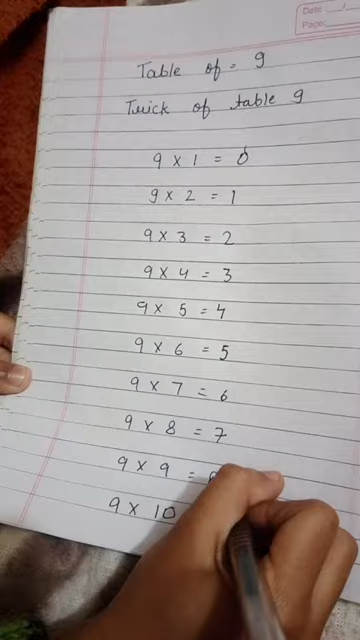 Date: / /
Page:
Table of = 9
Trick of table 9
9 × 1 = 0
9 × 2 = 1
9 × 3 = 2
9 × 4 = 3
9 × 5 = 4
9 × 6 = 5
9 × 7 = 6
9 × 8 = 7
9 × 9 =
9 × 10